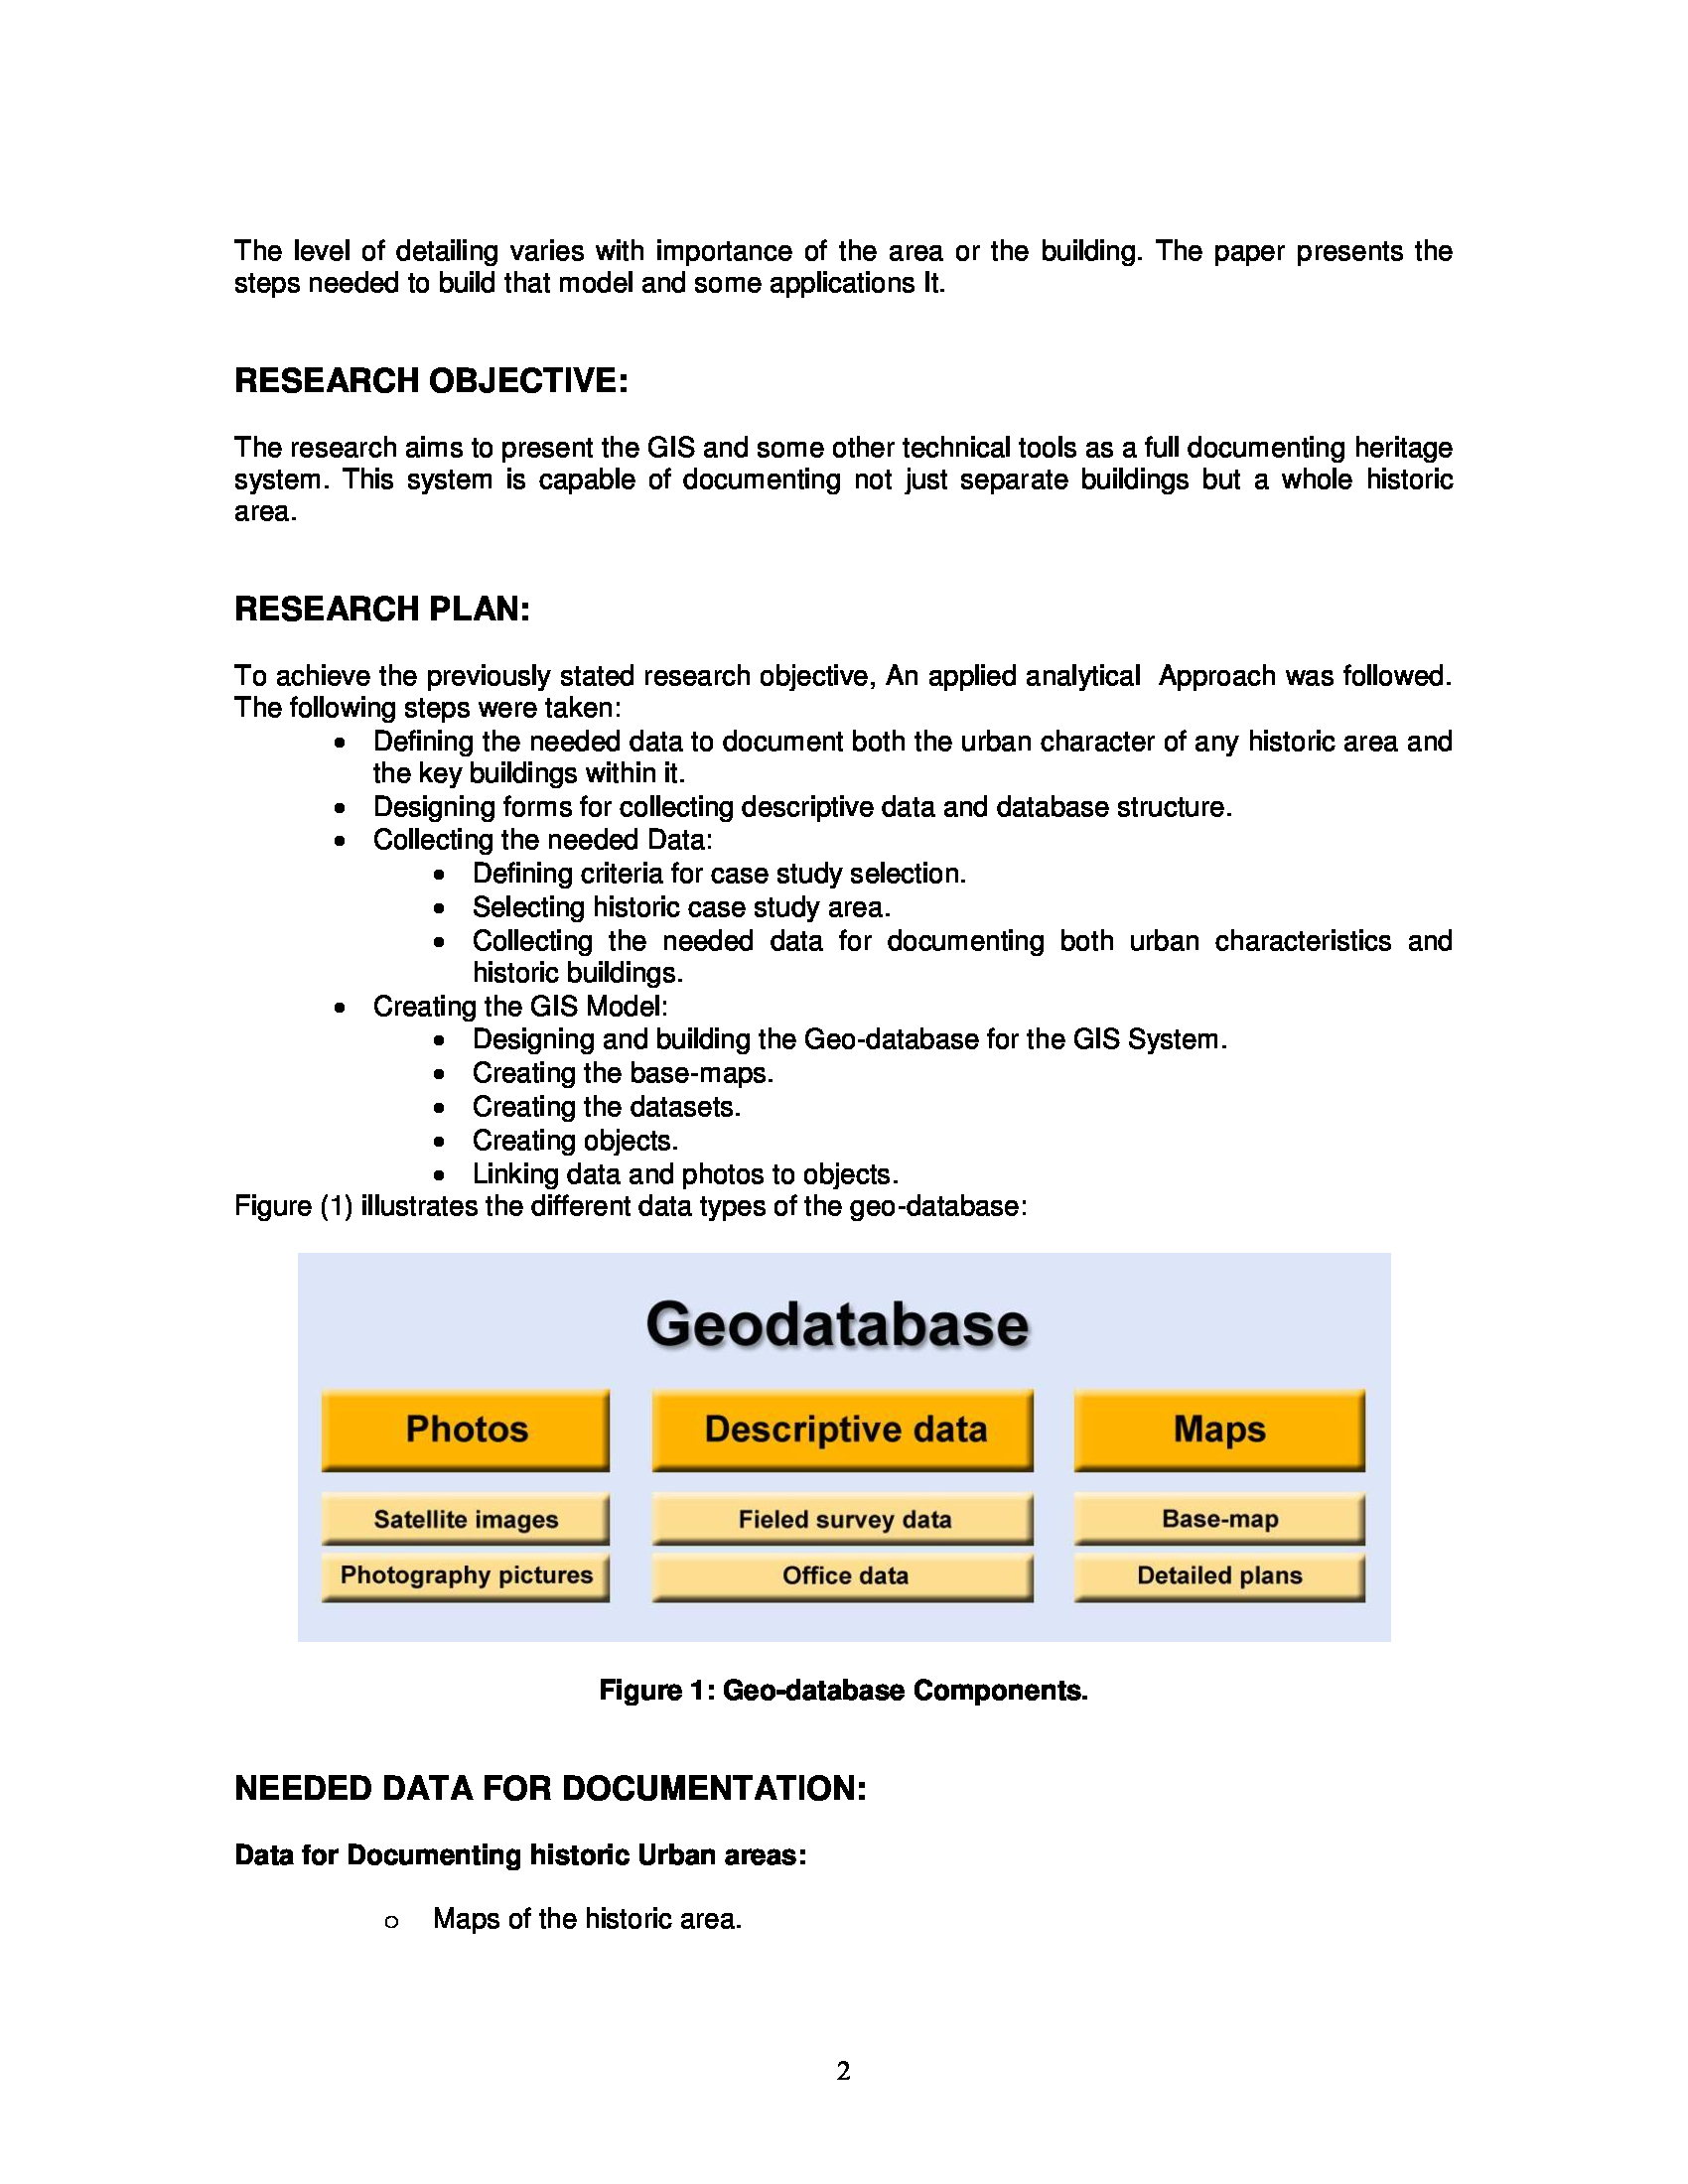 The level of detailing varies with importance of the area or the building. The paper presents the
steps needed to build that model and some applications It.
RESEARCH OBJECTIVE:
The research aims to present the GIS and some other technical tools as a full documenting heritage
system. This system is capable of documenting not just separate buildings but a whole historic
area.
RESEARCH PLAN:
To achieve the previously stated research objective, An applied analytical  Approach was followed.
The following steps were taken:
• Defining the needed data to document both the urban character of any historic area and
the key buildings within it.
• Designing forms for collecting descriptive data and database structure.
• Collecting the needed Data:
• Defining criteria for case study selection.
• Selecting historic case study area.
• Collecting the needed data for documenting both urban characteristics and
historic buildings.
• Creating the GIS Model:
• Designing and building the Geo-database for the GIS System.
• Creating the base-maps.
• Creating the datasets.
• Creating objects.
• Linking data and photos to objects.
Figure (1) illustrates the different data types of the geo-database:
Geodatabase
Photos
Descriptive data
Maps
Satellite images
Fieled survey data
Base-map
Photography pictures
Office data
Detailed plans
Figure 1: Geo-database Components.
NEEDED DATA FOR DOCUMENTATION:
Data for Documenting historic Urban areas:
o Maps of the historic area.
2